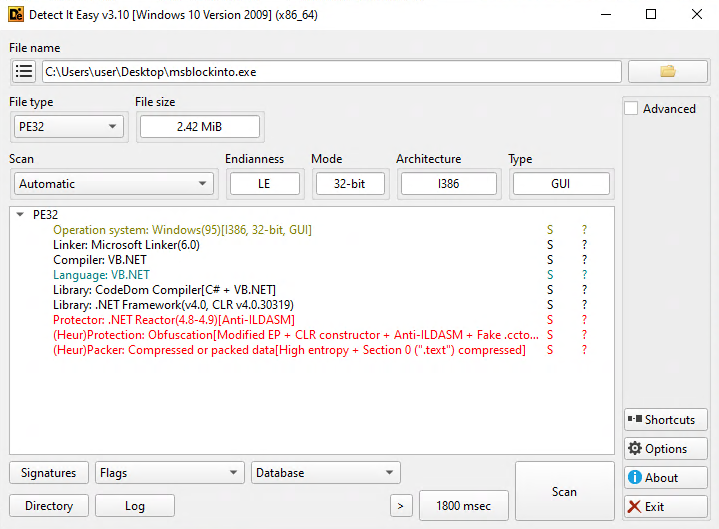 Detect It Easy v3.10 [Windows 10 Version 2009] (x86_64)
File name
C:\Users\user\Desktop\msblockinto.exe
File type
File size
Advanced
PE32
2.42 MiB
Scan
Endianness
Mode
Architecture
Type
Automatic
LE
32-bit
I386
GUI
PE32
Operation system: Windows(95)[I386, 32-bit, GUI] S ?
Linker: Microsoft Linker(6.0) S ?
Compiler: VB.NET S ?
Language: VB.NET S ?
Library: CodeDom Compiler[C# + VB.NET] S ?
Library: .NET Framework(v4.0, CLR v4.0.30319) S ?
Protector: .NET Reactor(4.8-4.9)[Anti-ILDASM] S ?
(Heur)Protection: Obfuscation[Modified EP + CLR constructor + Anti-ILDASM + Fake .ccto... S ?
(Heur)Packer: Compressed or packed data[High entropy + Section 0 (".text") compressed] S ?
Shortcuts
Options
Signatures
Flags
Database
Scan
About
Directory
Log
>
1800 msec
Exit